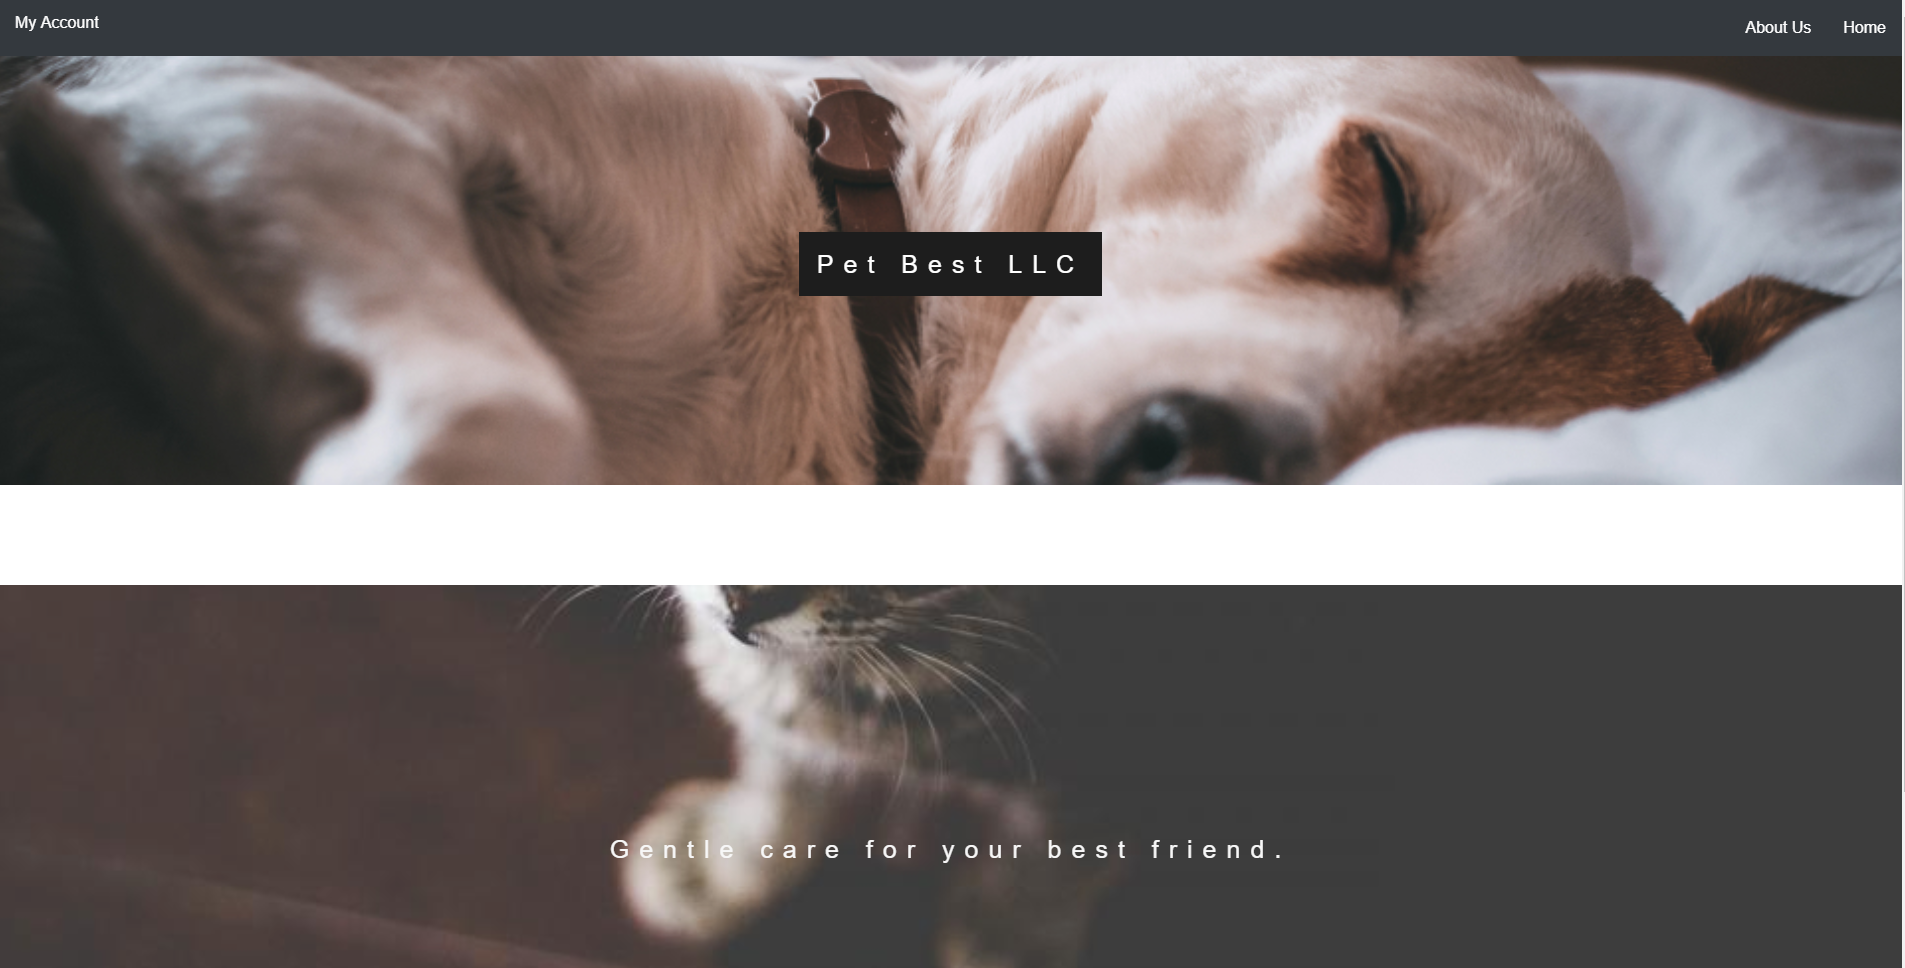 My Account
About Us
Home
Pet Best LLC
Gentle care for your best friend.